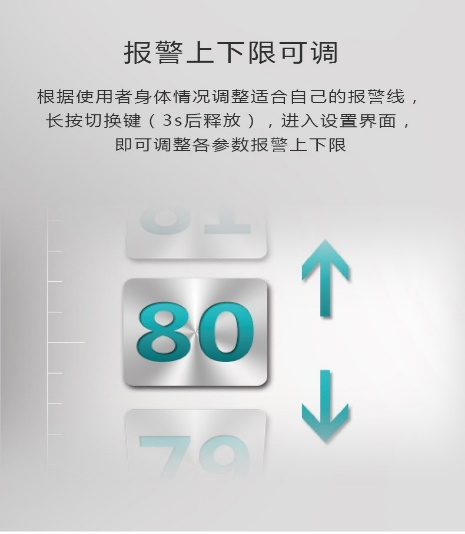 报警上下限可调
根据使用者身体情况调整适合自己的报警线，
长按切换键（3s后释放），进入设置界面，
即可调整各参数报警上下限
81
80
79